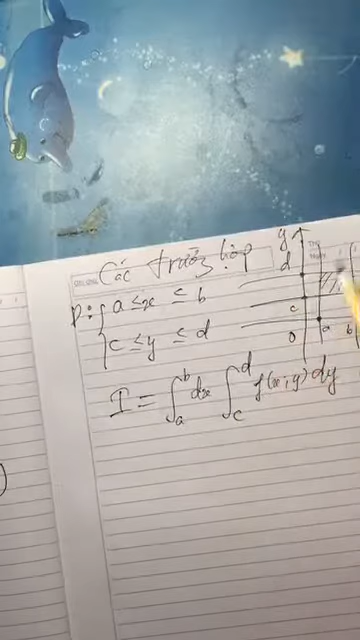 Các trường hợp
D: { a ≤ x ≤ b
{ c ≤ y ≤ d
I = ∫_a^b dx ∫_c^d f(x;y) dy
y
d
c
0 a b